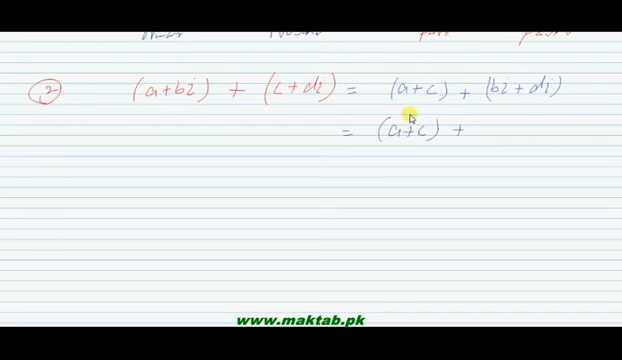 2 (a+bi) + (c+di) = (a+c) + (bi+di)
= (a+c) +
www.maktab.pk